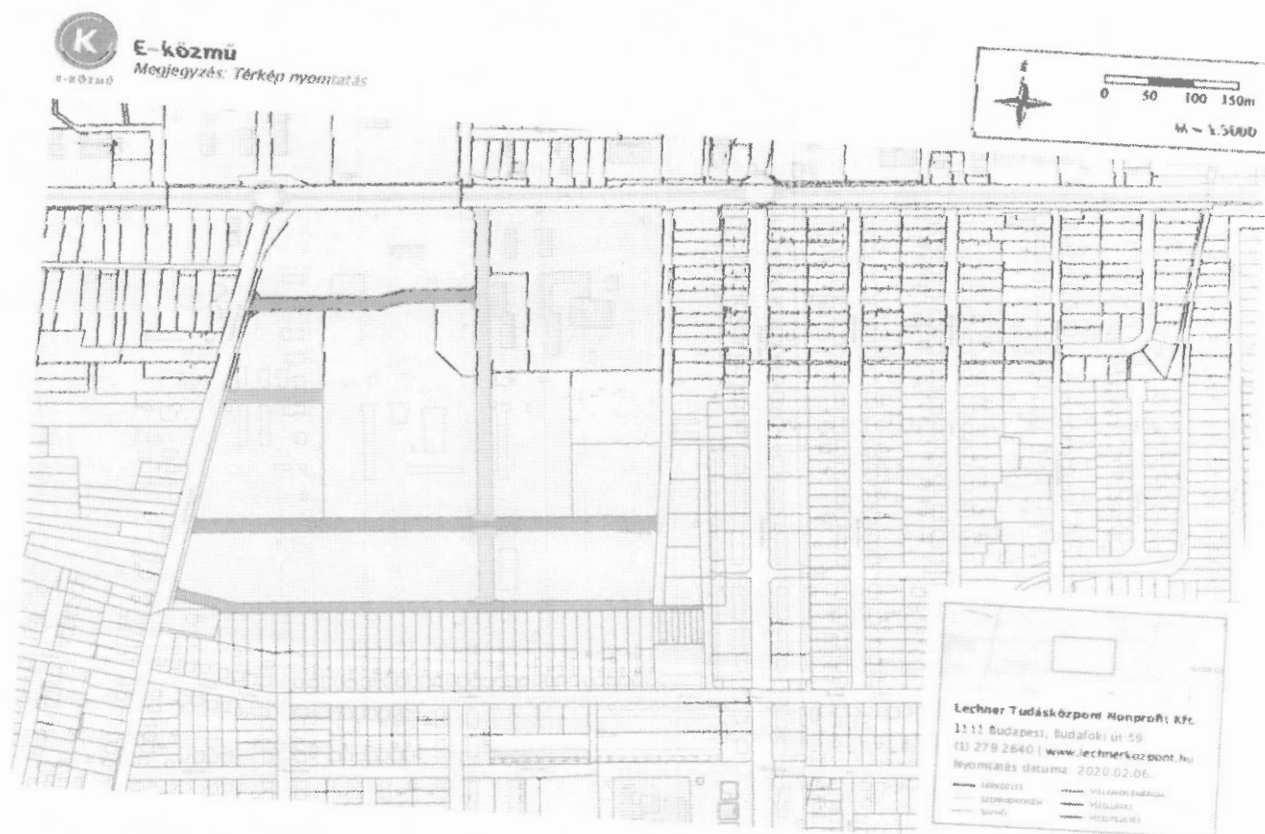 K
E-KÖZMŰ
E-közmű
Megjegyzés: Térkép nyomtatás
É
0 50 100 150m
M ~ 1:5000
Lechner Tudásközpont Nonprofit Kft.
1111 Budapest, Budafoki út 59.
(1) 279 2640 | www.lechnerkozpont.hu
Nyomtatás dátuma: 2020.02.06.